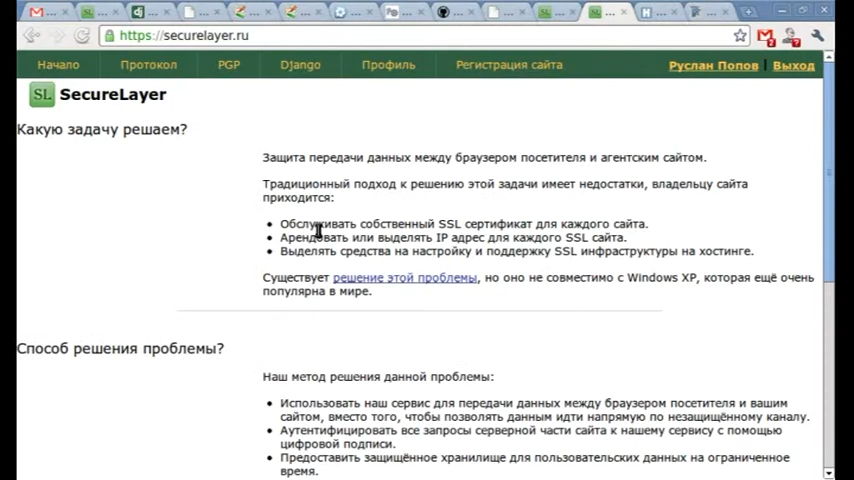 https://securelayer.ru
Начало Протокол PGP Django Профиль Регистрация сайта Руслан Попов | Выход
SL SecureLayer
Какую задачу решаем?
Защита передачи данных между браузером посетителя и агентским сайтом.
Традиционный подход к решению этой задачи имеет недостатки, владельцу сайта
приходится:
• Обслуживать собственный SSL сертификат для каждого сайта.
• Арендовать или выделять IP адрес для каждого SSL сайта.
• Выделять средства на настройку и поддержку SSL инфраструктуры на хостинге.
Существует решение этой проблемы, но оно не совместимо с Windows XP, которая ещё очень
популярна в мире.
Способ решения проблемы?
Наш метод решения данной проблемы:
• Использовать наш сервис для передачи данных между браузером посетителя и вашим
сайтом, вместо того, чтобы позволять данным идти напрямую по незащищённому каналу.
• Аутентифицировать все запросы серверной части сайта к нашему сервису с помощью
цифровой подписи.
• Предоставить защищённое хранилище для пользовательских данных на ограниченное
время.